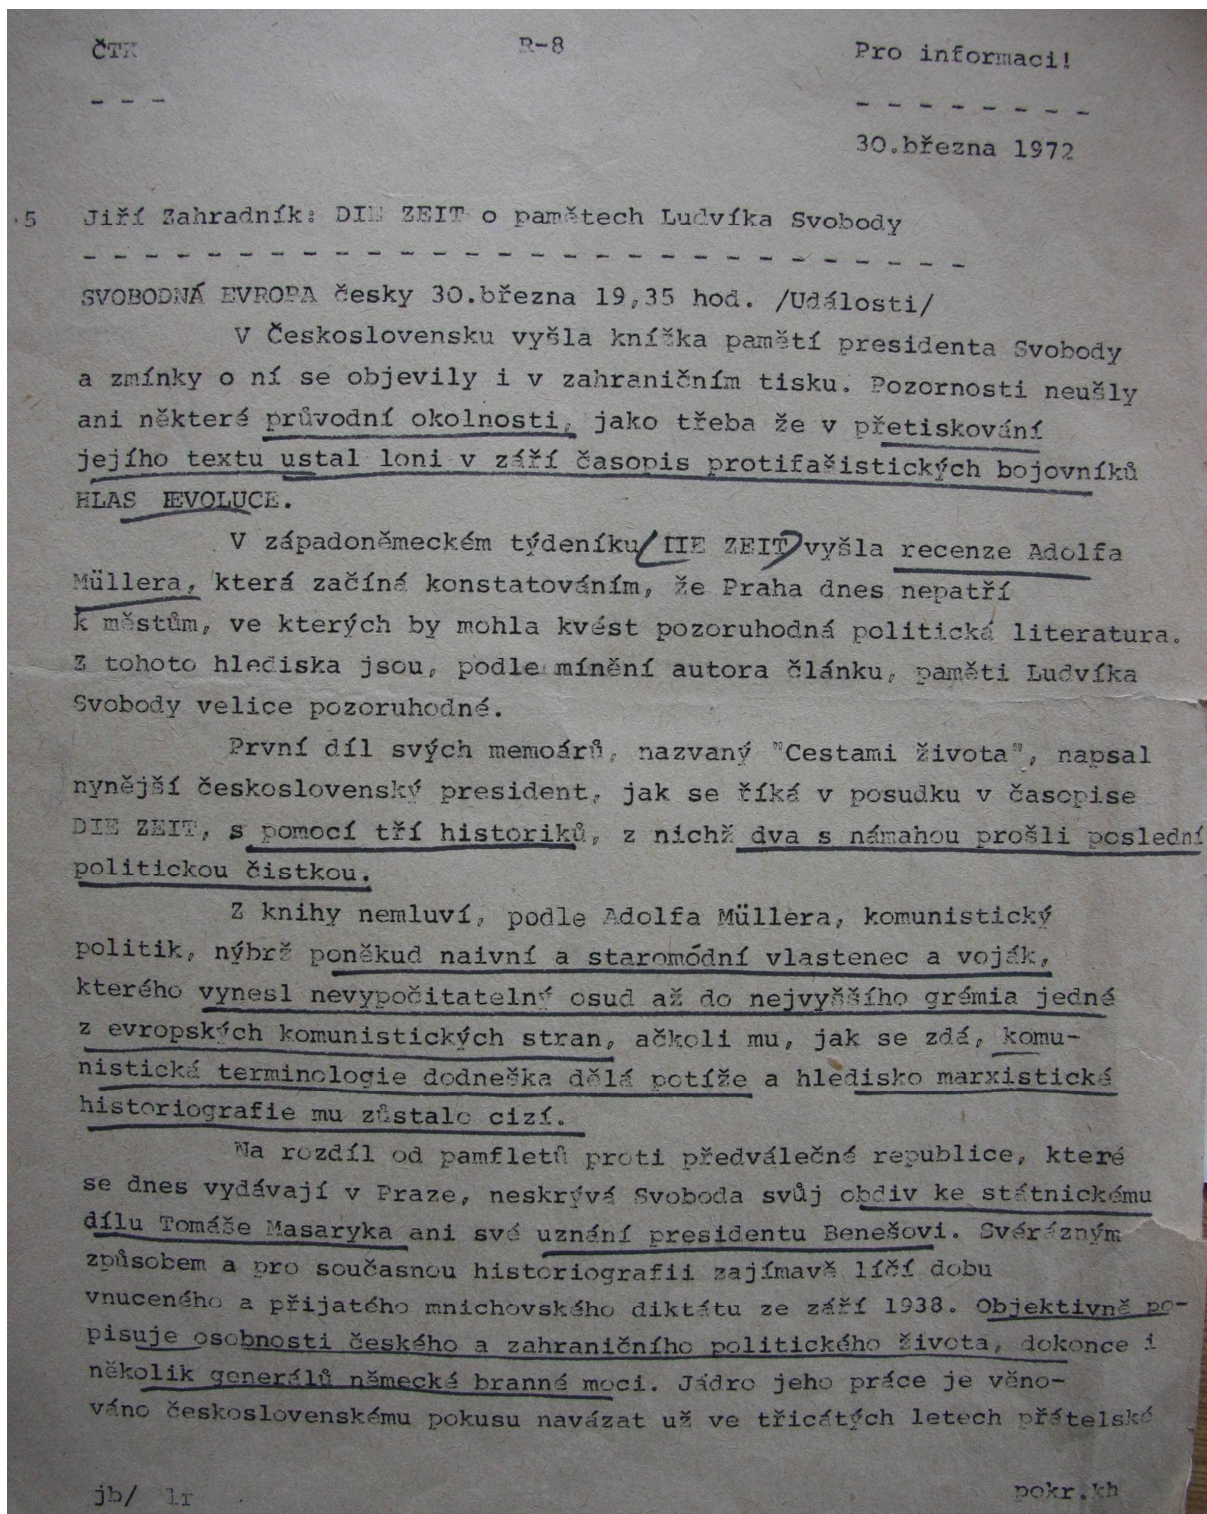 ČTK R-8 Pro informaci!
- - - - - - - - - - - -
30.března 1972
.5 Jiří Zahradník: DIE ZEIT o pamětech Ludvíka Svobody
- - - - - - - - - - - - - - - - - - - - - - - - - - - - -
SVOBODNÁ EVROPA česky 30.března 19,35 hod. /Události/
V Československu vyšla knížka pamětí presidenta Svobody
a zmínky o ní se objevily i v zahraničním tisku. Pozornosti neušly
ani některé průvodní okolnosti, jako třeba že v přetiskování
jejího textu ustal loni v září časopis protifašistických bojovníků
HLAS REVOLUCE.
V západoněmeckém týdeníku DIE ZEIT vyšla recenze Adolfa
Müllera, která začíná konstatováním, že Praha dnes nepatří
k městům, ve kterých by mohla kvést pozoruhodná politická literatura.
Z tohoto hlediska jsou, podle mínění autora článku, paměti Ludvíka
Svobody velice pozoruhodné.
První díl svých memoárů, nazvaný "Cestami života", napsal
nynější československý president, jak se říká v posudku v časopise
DIE ZEIT, s pomocí tří historiků, z nichž dva s námahou prošli poslední
politickou čistkou.
Z knihy nemluví, podle Adolfa Müllera, komunistický
politik, nýbrž poněkud naivní a staromódní vlastenec a voják,
kterého vynesl nevypočitatelný osud až do nejvyššího grémia jedné
z evropských komunistických stran, ačkoli mu, jak se zdá, komu-
nistická terminologie dodneška dělá potíže a hledisko marxistické
historiografie mu zůstalo cizí.
Na rozdíl od pamfletů proti předválečné republice, které
se dnes vydávají v Praze, neskrývá Svoboda svůj obdiv ke státnickému
dílu Tomáše Masaryka ani své uznání presidentu Benešovi. Svérázným
způsobem a pro současnou historiografii zajímavě líčí dobu
vnuceného a přijatého mnichovského diktátu ze září 1938. Objektivně po-
pisuje osobnosti českého a zahraničního politického života, dokonce i
několik generálů německé branné moci. Jádro jeho práce je věno-
váno československému pokusu navázat už ve třicátých letech přátelské
jb/ lr pokr.kh